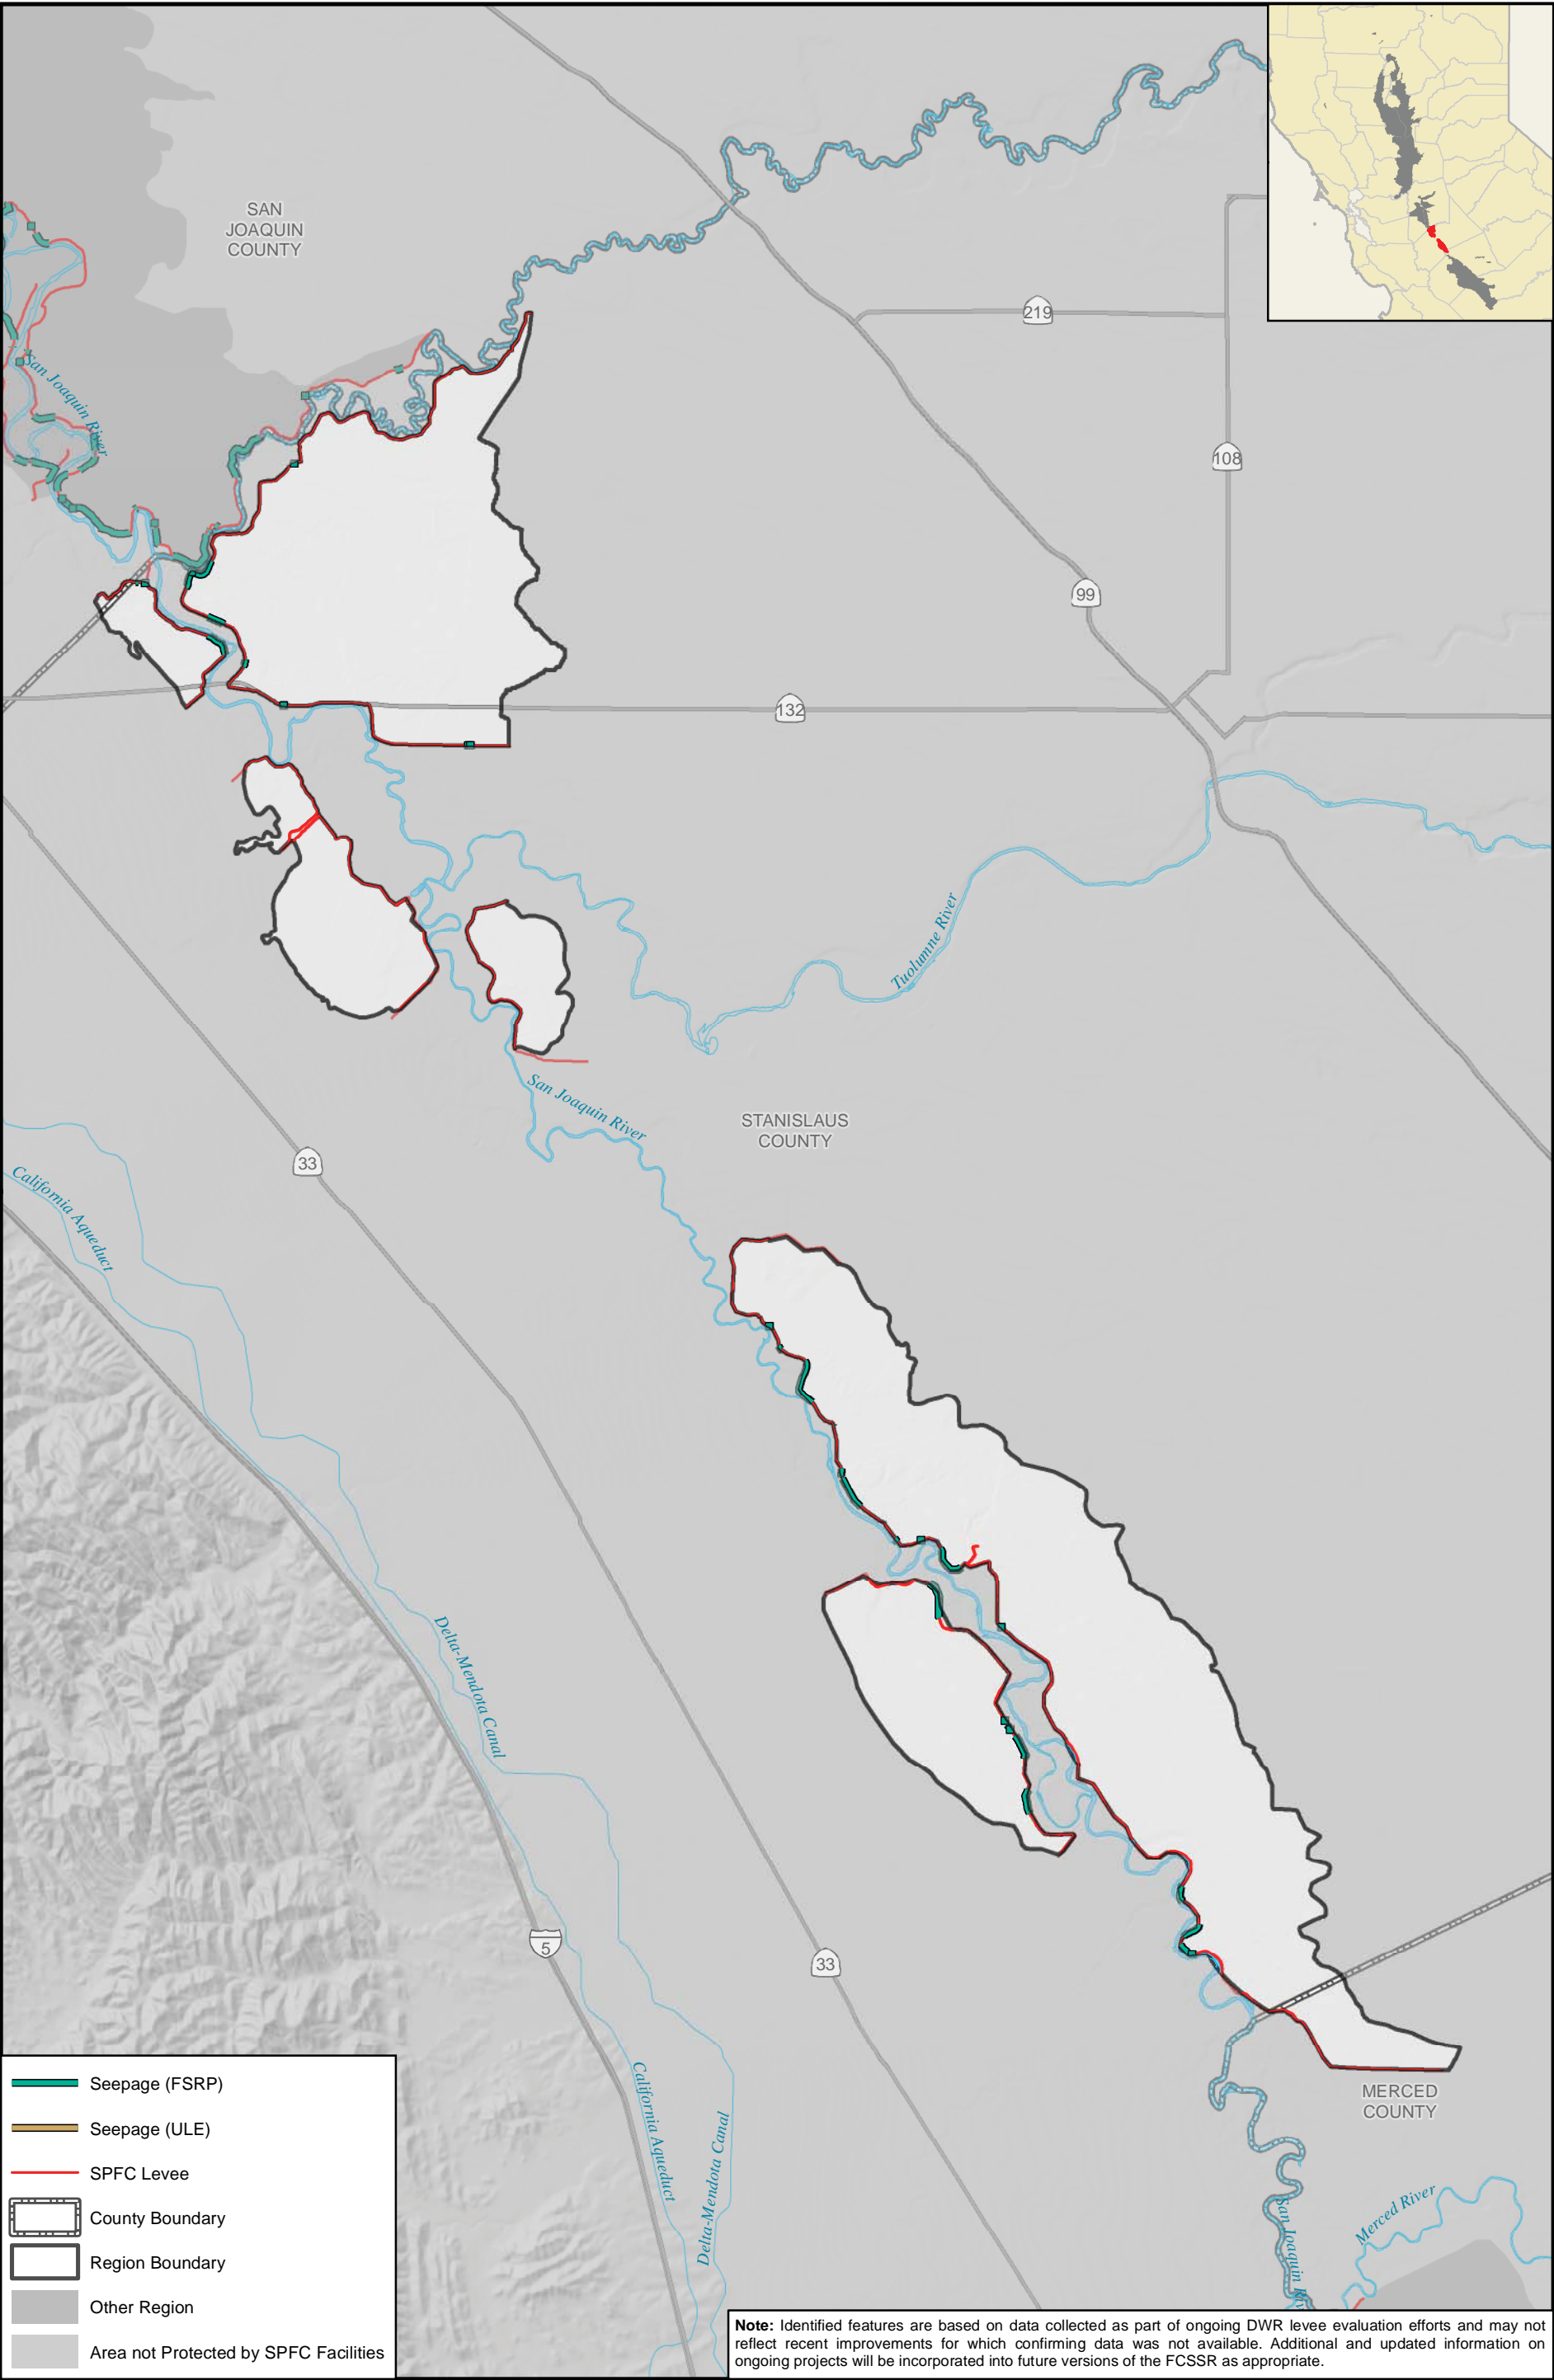 SAN
JOAQUIN
COUNTY
219
San Joaquin River
108
99
132
Tuolumne River
San Joaquin River
STANISLAUS
COUNTY
33
California Aqueduct
Delta-Mendota Canal
5
33
California Aqueduct
Delta-Mendota Canal
MERCED
COUNTY
Merced River
San Joaquin Riv
Seepage (FSRP)
Seepage (ULE)
SPFC Levee
County Boundary
Region Boundary
Other Region
Area not Protected by SPFC Facilities
Note: Identified features are based on data collected as part of ongoing DWR levee evaluation efforts and may not
reflect recent improvements for which confirming data was not available. Additional and updated information on
ongoing projects will be incorporated into future versions of the FCSSR as appropriate.